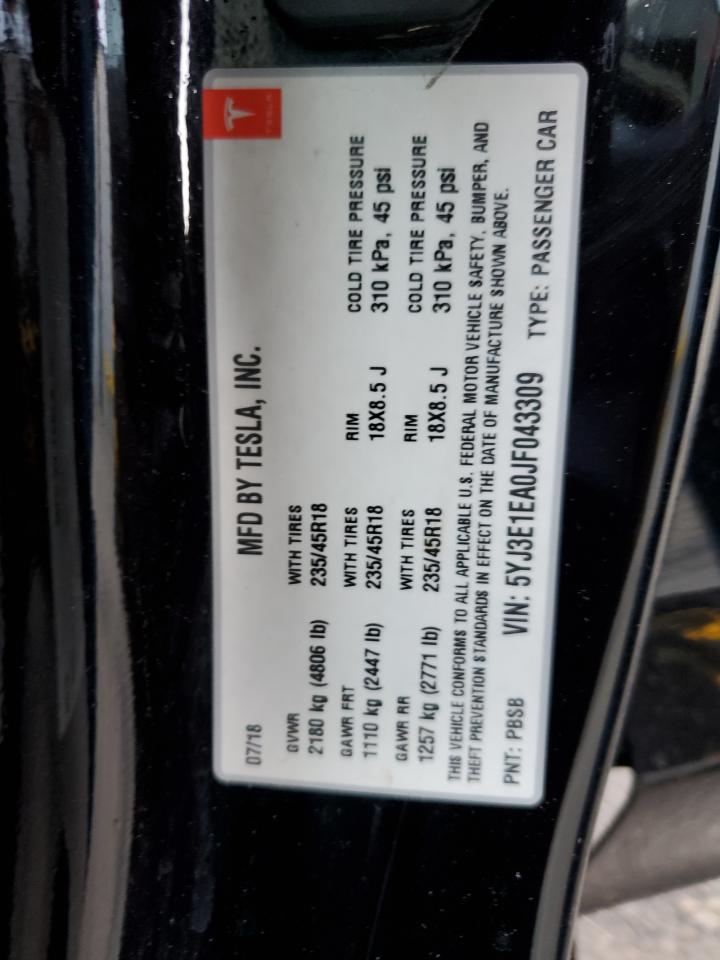 TESLA
07/18 MFD BY TESLA, INC.
GVWR WITH TIRES
2180 kg (4806 lb) 235/45R18
GAWR FRT WITH TIRES RIM COLD TIRE PRESSURE
1110 kg (2447 lb) 235/45R18 18X8.5 J 310 kPa, 45 psi
GAWR RR WITH TIRES RIM COLD TIRE PRESSURE
1257 kg (2771 lb) 235/45R18 18X8.5 J 310 kPa, 45 psi
THIS VEHICLE CONFORMS TO ALL APPLICABLE U.S. FEDERAL MOTOR VEHICLE SAFETY, BUMPER, AND
THEFT PREVENTION STANDARDS IN EFFECT ON THE DATE OF MANUFACTURE SHOWN ABOVE.
PNT: PBSB VIN: 5YJ3E1EA0JF043309 TYPE: PASSENGER CAR